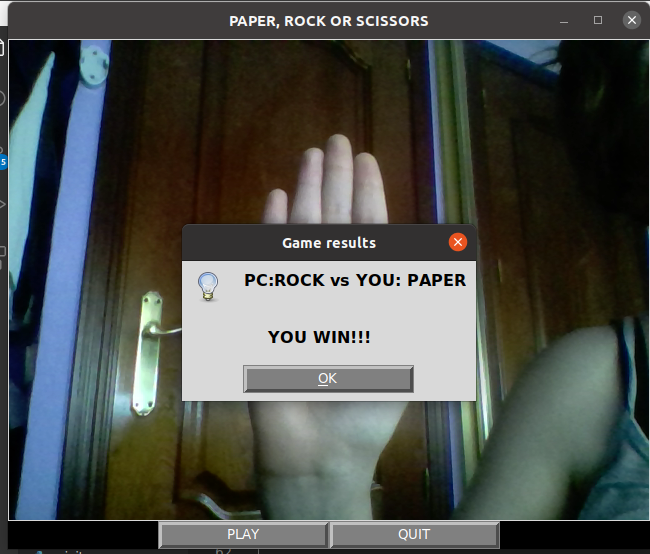 PAPER, ROCK OR SCISSORS
Game results
PC:ROCK vs YOU: PAPER
YOU WIN!!!
OK
PLAY
QUIT